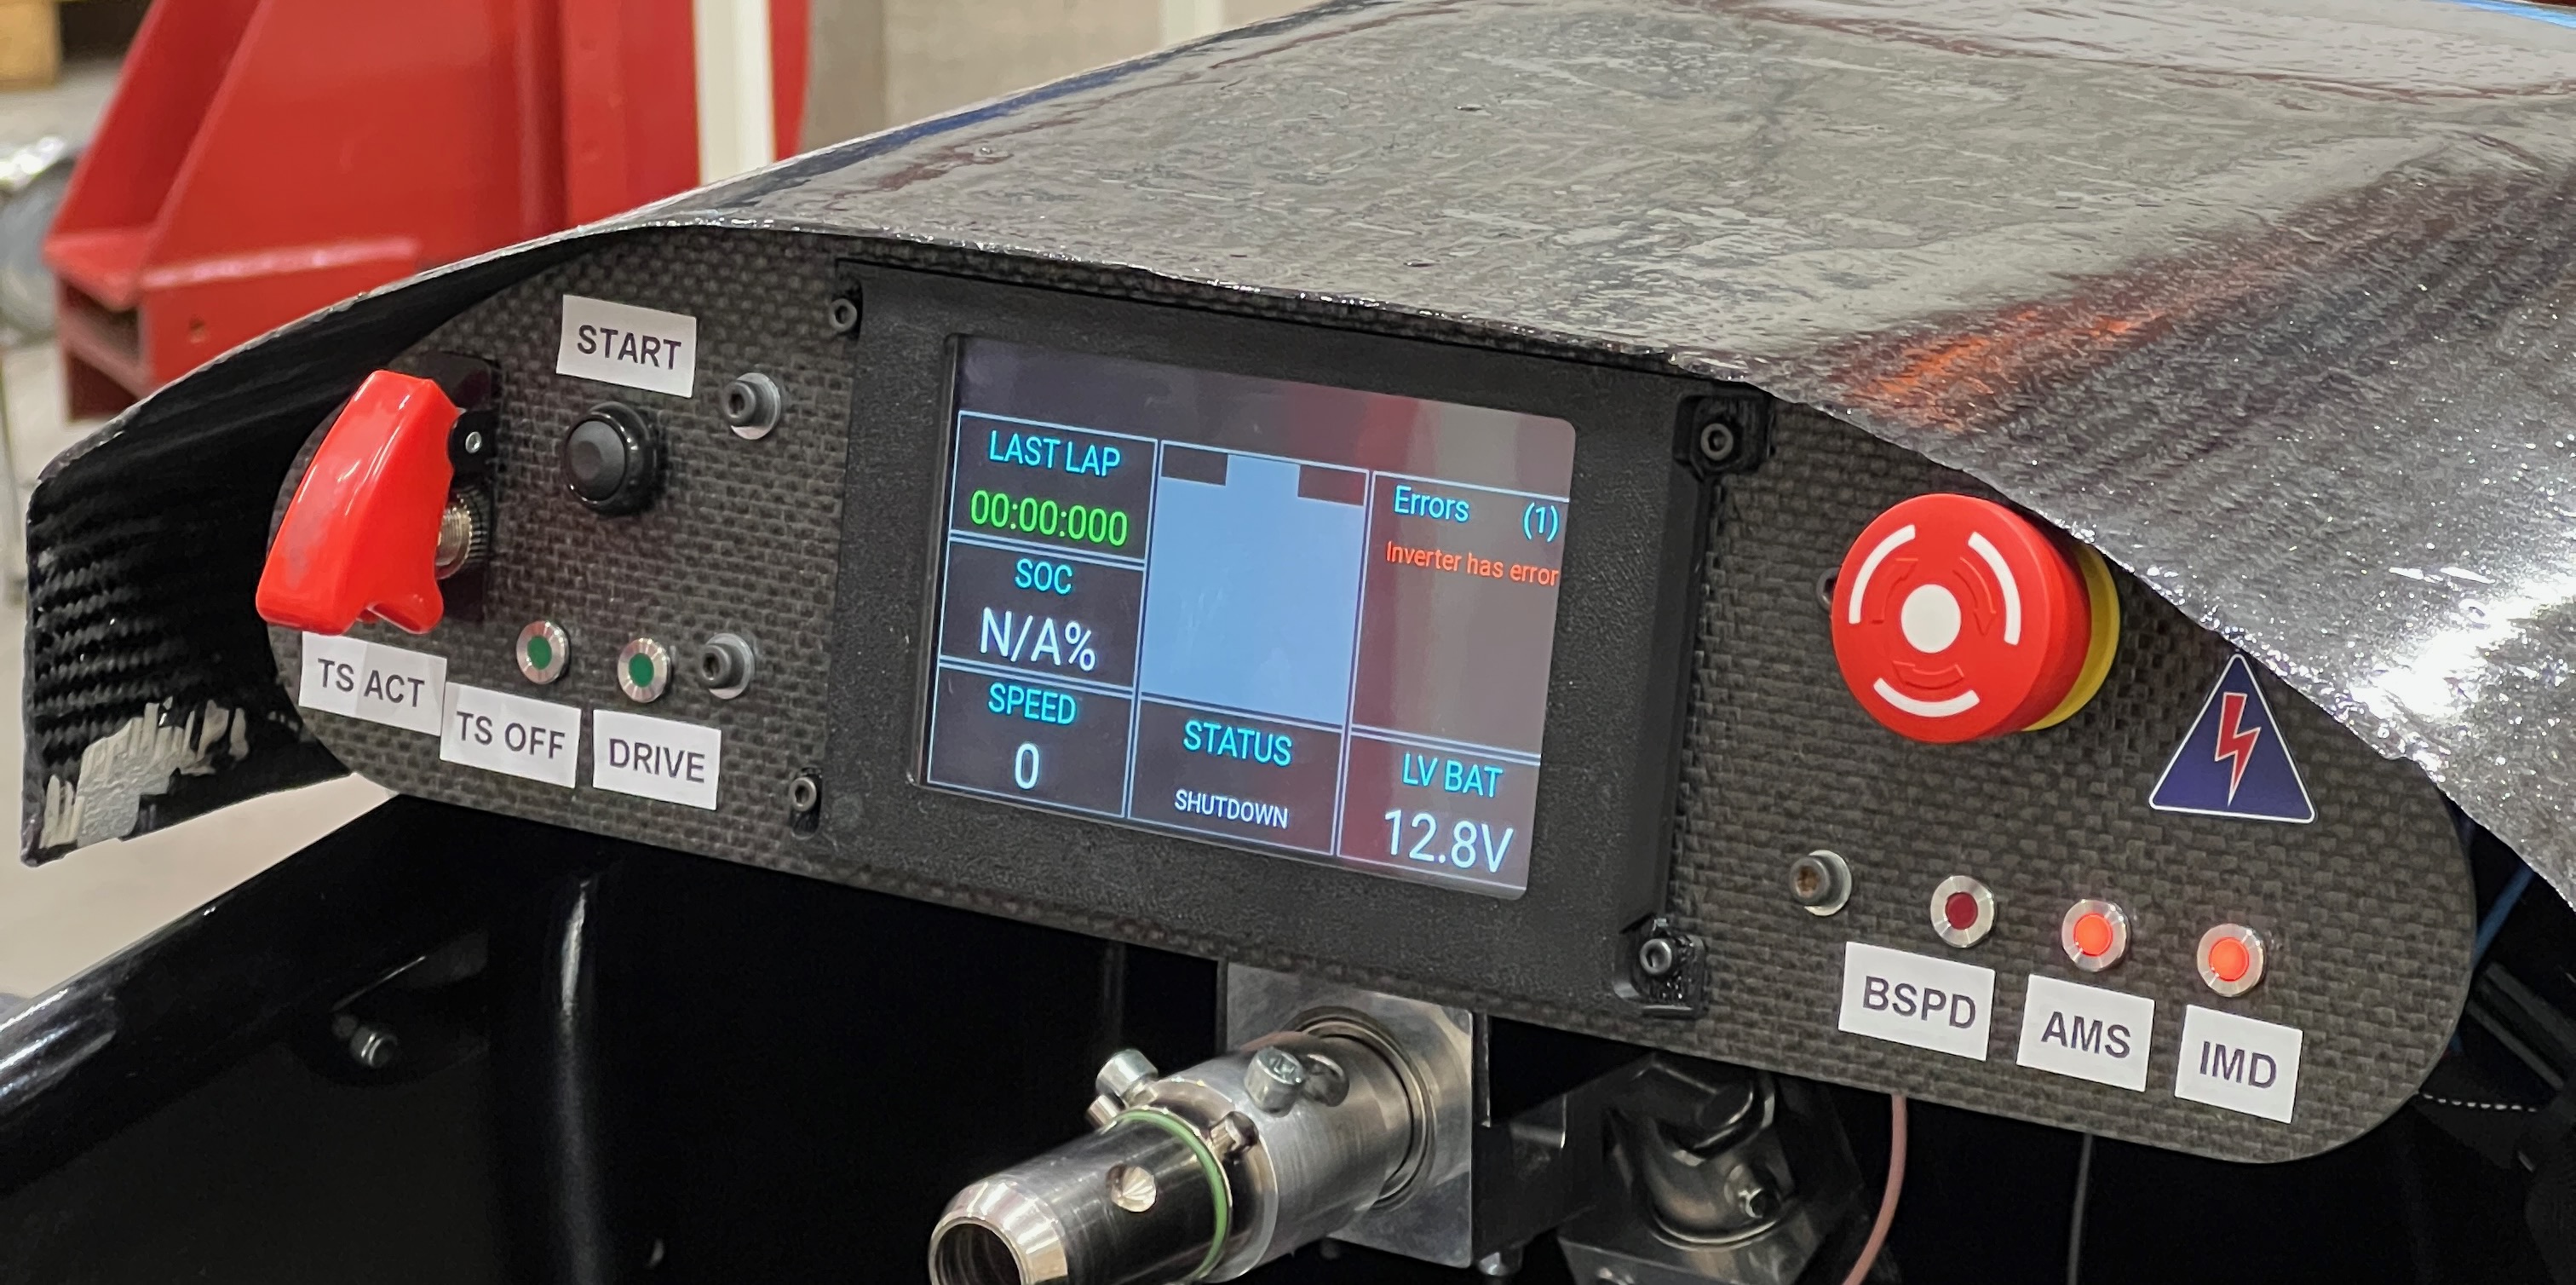 START
TS ACT
TS OFF
DRIVE
LAST LAP
00:00:000
SOC
N/A%
SPEED
0
STATUS
SHUTDOWN
Errors (1)
Inverter has error
LV BAT
12.8V
BSPD
AMS
IMD